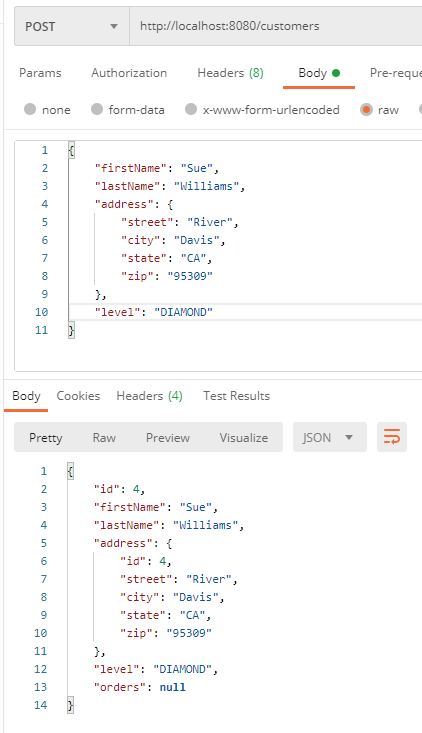 POST http://localhost:8080/customers
Params Authorization Headers (8) Body Pre-reque
none form-data x-www-form-urlencoded raw
1 {
2 "firstName": "Sue",
3 "lastName": "Williams",
4 "address": {
5 "street": "River",
6 "city": "Davis",
7 "state": "CA",
8 "zip": "95309"
9 },
10 "level": "DIAMOND"
11 }
Body Cookies Headers (4) Test Results
Pretty Raw Preview Visualize JSON
1 {
2 "id": 4,
3 "firstName": "Sue",
4 "lastName": "Williams",
5 "address": {
6 "id": 4,
7 "street": "River",
8 "city": "Davis",
9 "state": "CA",
10 "zip": "95309"
11 },
12 "level": "DIAMOND",
13 "orders": null
14 }